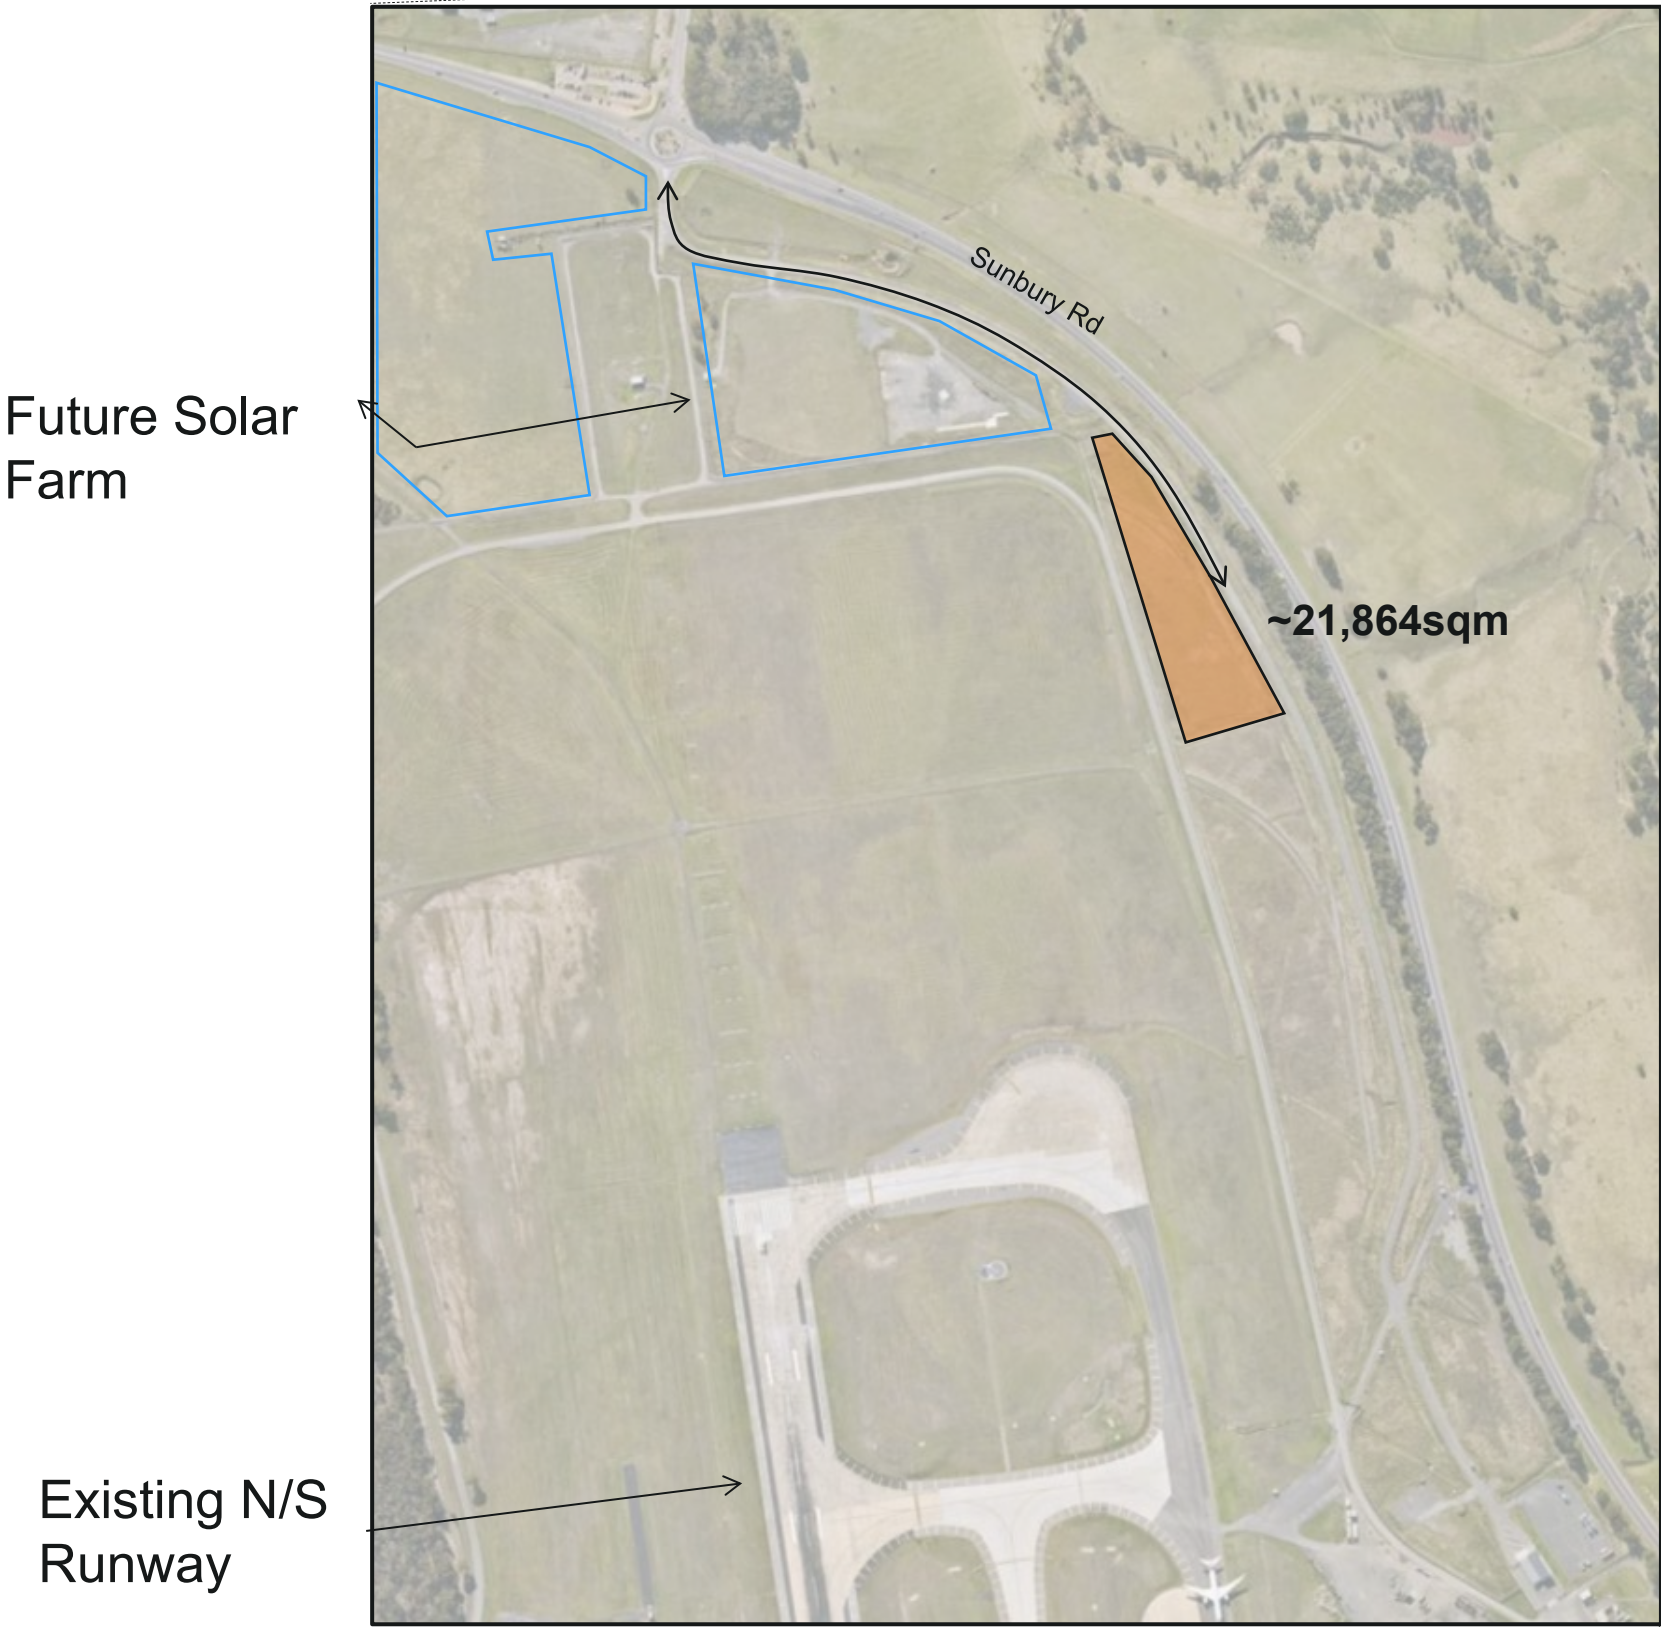 Sunbury Rd
Future Solar
Farm
~21,864sqm
Existing N/S
Runway